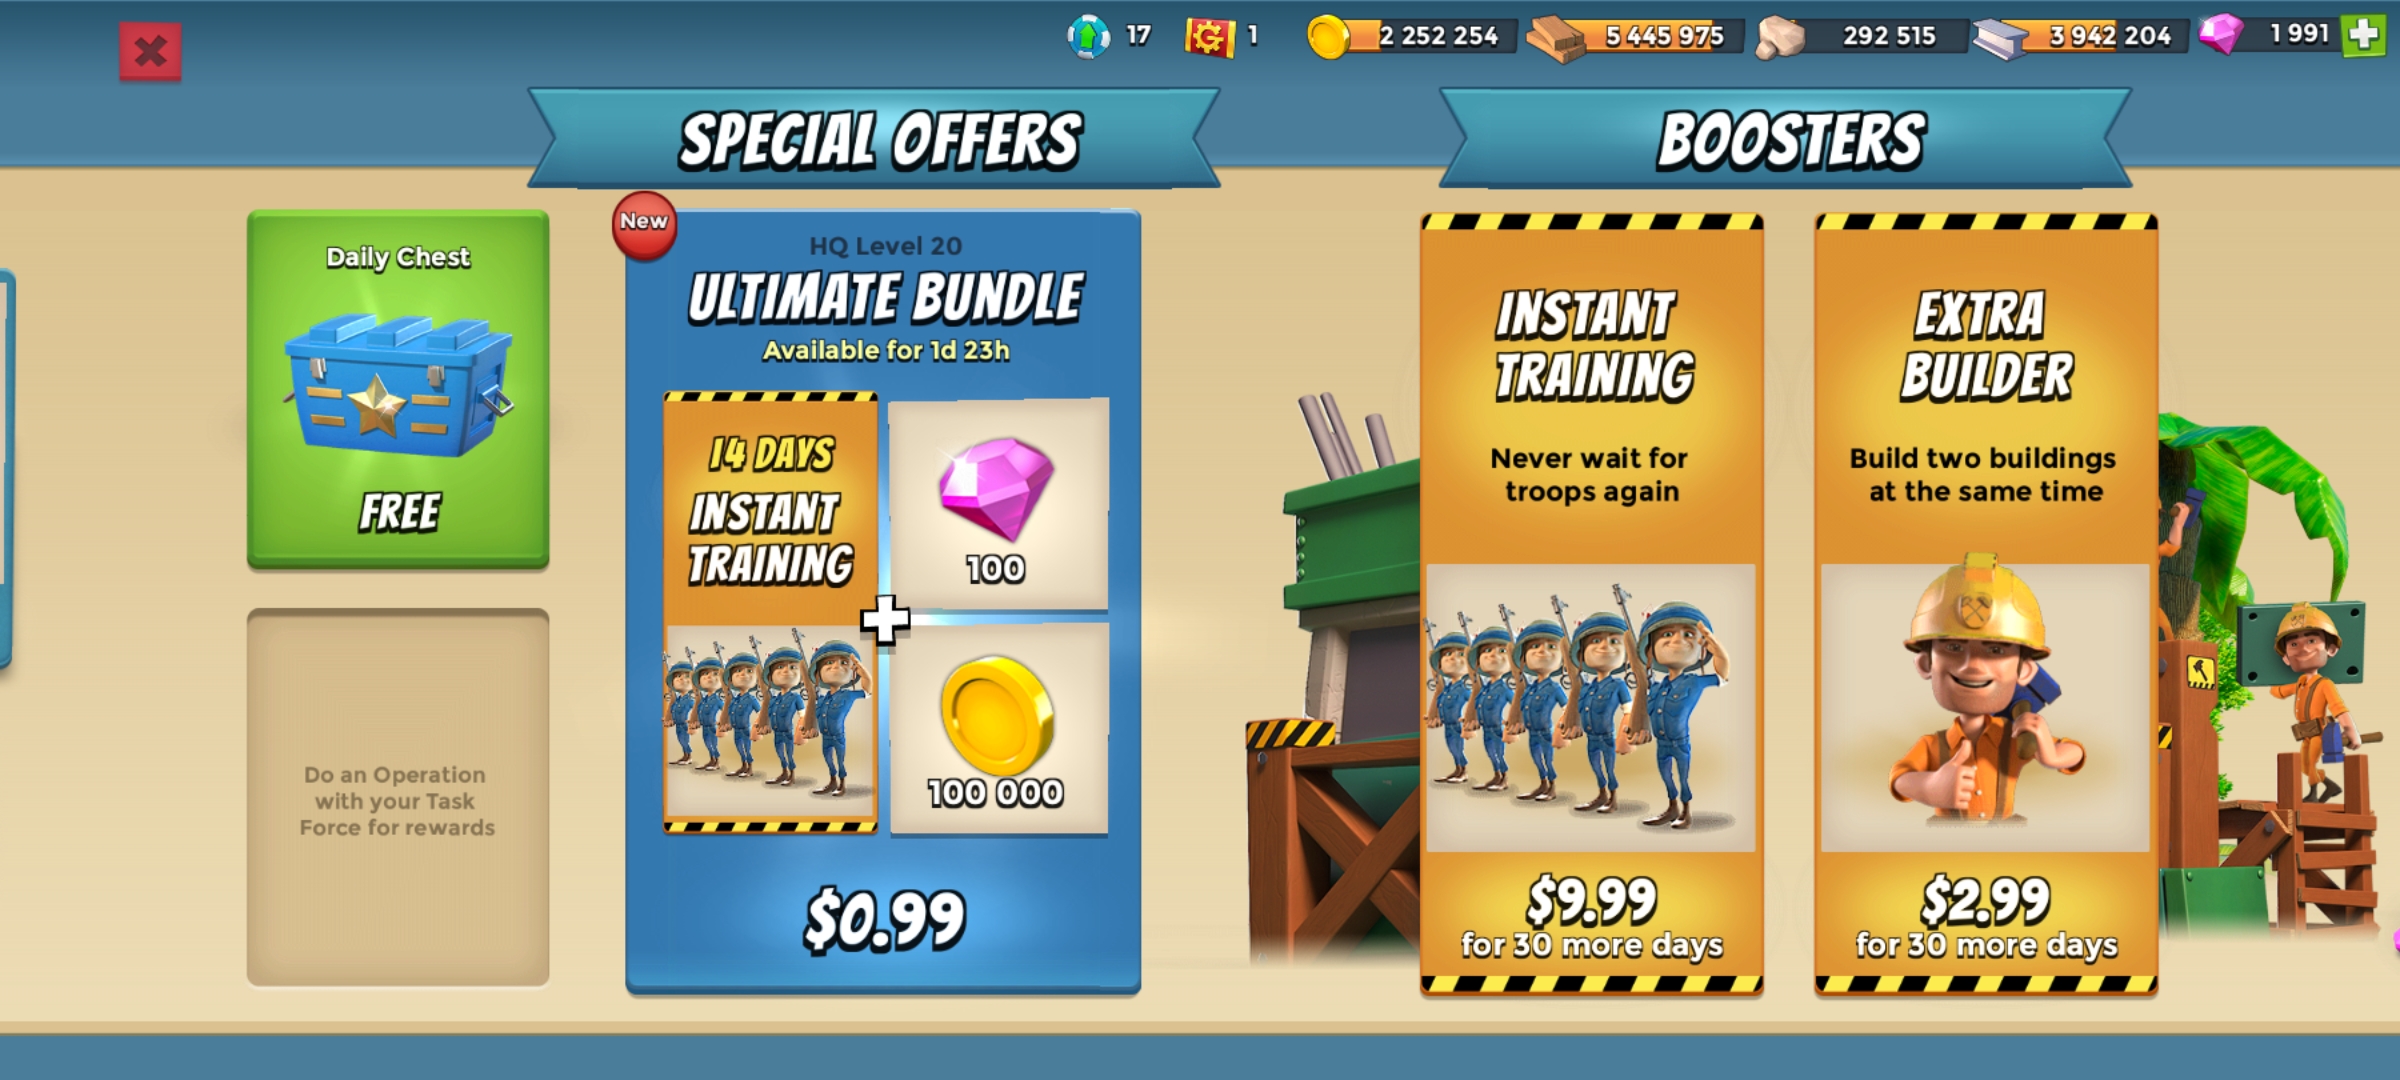 17
1
2 252 254
5 445 975
292 515
3 942 204
1 991
SPECIAL OFFERS
BOOSTERS
Daily Chest
FREE
Do an Operation
with your Task
Force for rewards
New
HQ Level 20
ULTIMATE BUNDLE
Available for 1d 23h
14 DAYS
INSTANT
TRAINING
100
100 000
$0.99
INSTANT
TRAINING
Never wait for
troops again
$9.99
for 30 more days
EXTRA
BUILDER
Build two buildings
at the same time
$2.99
for 30 more days